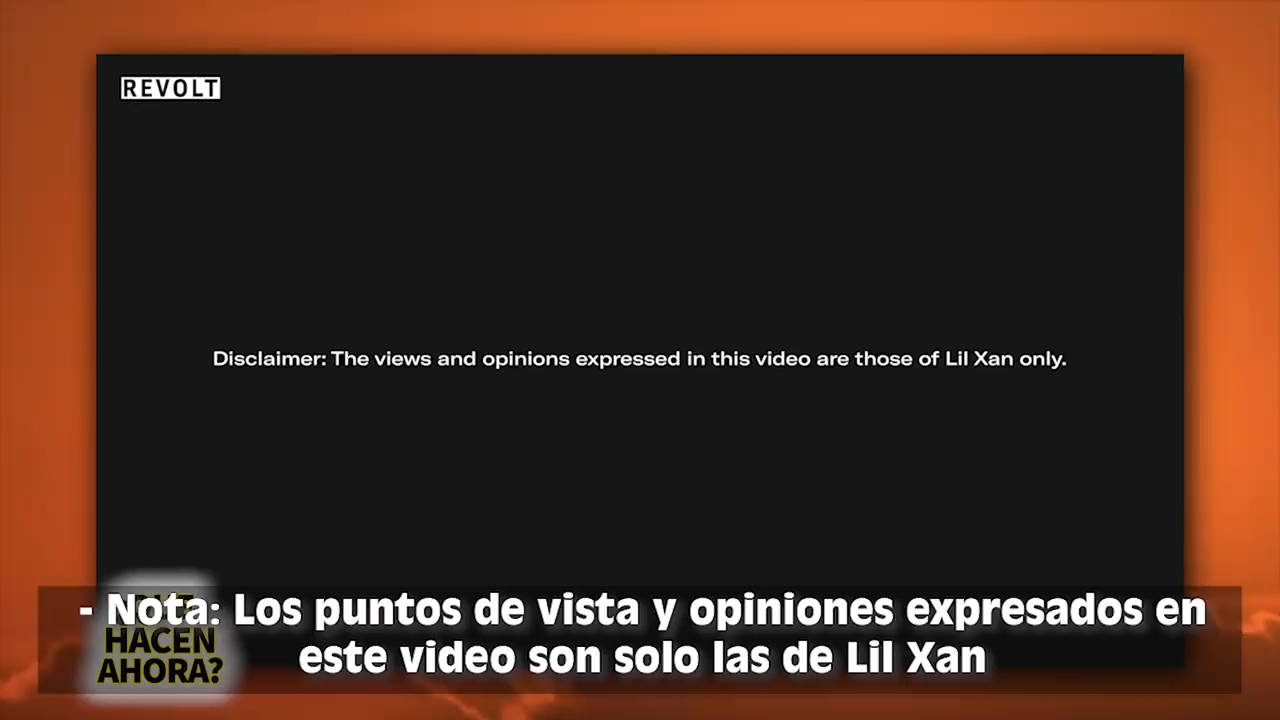 REVOLT
Disclaimer: The views and opinions expressed in this video are those of Lil Xan only.
- Nota: Los puntos de vista y opiniones expresados en
este video son solo las de Lil Xan
HACEN
AHORA?